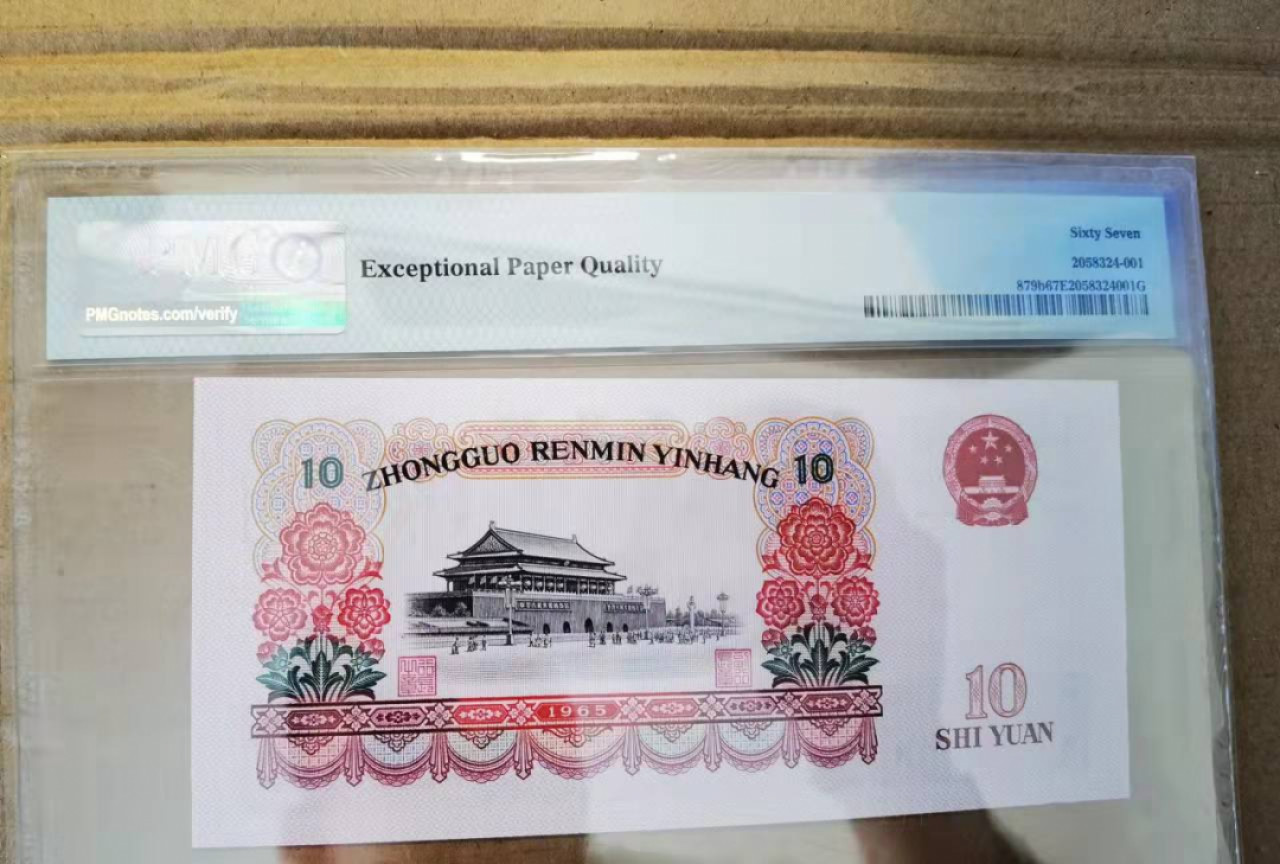 PMG
PMGnotes.com/verify
Exceptional Paper Quality
Sixty Seven
2058324-001
879b67E2058324001G
ZHONGGUO RENMIN YINHANG
10
10
1965
10
SHI YUAN